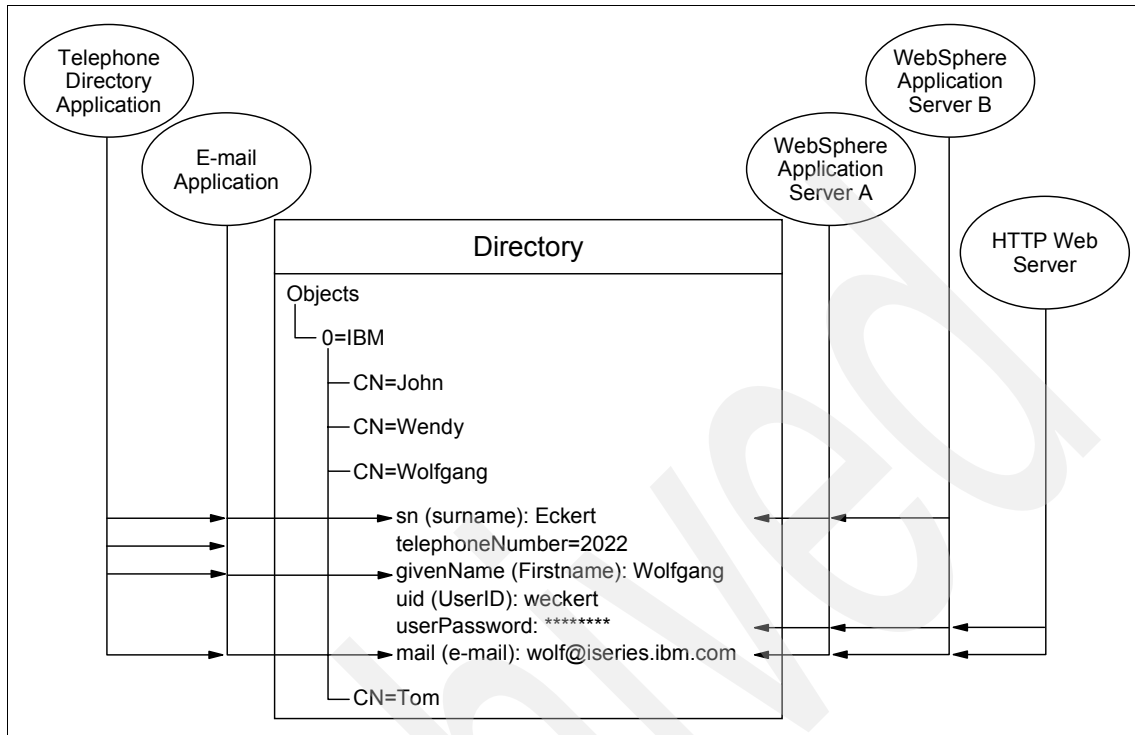 Telephone
Directory
Application
E-mail
Application
WebSphere
Application
Server B
WebSphere
Application
Server A
HTTP Web
Server
Directory
Objects
0=IBM
CN=John
CN=Wendy
CN=Wolfgang
sn (surname): Eckert
telephoneNumber=2022
givenName (Firstname): Wolfgang
uid (UserID): weckert
userPassword: ********
mail (e-mail): wolf@iseries.ibm.com
CN=Tom